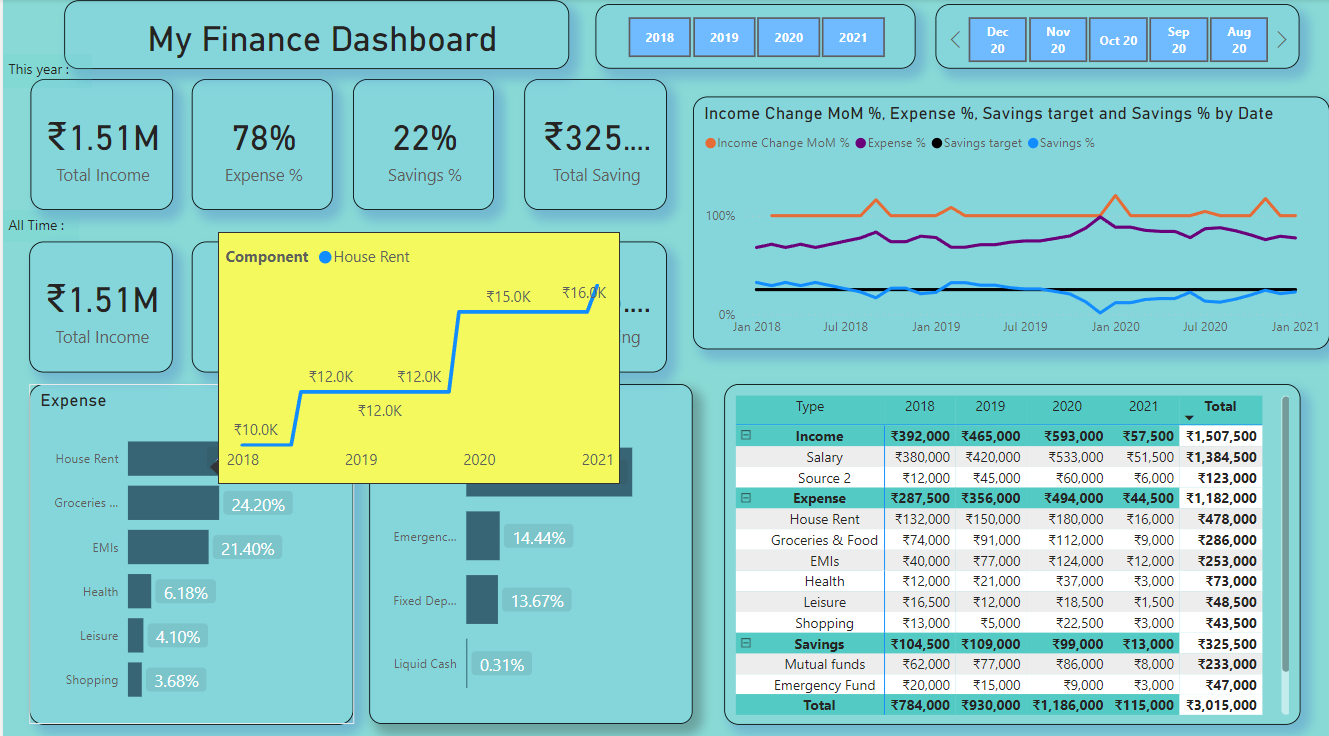 My Finance Dashboard
2018 2019 2020 2021
Dec 20 Nov 20 Oct 20 Sep 20 Aug 20
This year :
₹1.51M
Total Income
78%
Expense %
22%
Savings %
₹325....
Total Saving
Income Change MoM %, Expense %, Savings target and Savings % by Date
Income Change MoM % Expense % Savings target Savings %
100%
0%
Jan 2018 Jul 2018 Jan 2019 Jul 2019 Jan 2020 Jul 2020 Jan 2021
All Time :
₹1.51M
Total Income
Component House Rent
₹10.0K
₹12.0K
₹12.0K
₹12.0K
₹15.0K
₹16.0K
2018 2019 2020 2021
Expense
House Rent
Groceries ... 24.20%
EMIs 21.40%
Health 6.18%
Leisure 4.10%
Shopping 3.68%
Emergenc... 14.44%
Fixed Dep... 13.67%
Liquid Cash 0.31%
Type 2018 2019 2020 2021 Total
Income ₹392,000 ₹465,000 ₹593,000 ₹57,500 ₹1,507,500
Salary ₹380,000 ₹420,000 ₹533,000 ₹51,500 ₹1,384,500
Source 2 ₹12,000 ₹45,000 ₹60,000 ₹6,000 ₹123,000
Expense ₹287,500 ₹356,000 ₹494,000 ₹44,500 ₹1,182,000
House Rent ₹132,000 ₹150,000 ₹180,000 ₹16,000 ₹478,000
Groceries & Food ₹74,000 ₹91,000 ₹112,000 ₹9,000 ₹286,000
EMIs ₹40,000 ₹77,000 ₹124,000 ₹12,000 ₹253,000
Health ₹12,000 ₹21,000 ₹37,000 ₹3,000 ₹73,000
Leisure ₹16,500 ₹12,000 ₹18,500 ₹1,500 ₹48,500
Shopping ₹13,000 ₹5,000 ₹22,500 ₹3,000 ₹43,500
Savings ₹104,500 ₹109,000 ₹99,000 ₹13,000 ₹325,500
Mutual funds ₹62,000 ₹77,000 ₹86,000 ₹8,000 ₹233,000
Emergency Fund ₹20,000 ₹15,000 ₹9,000 ₹3,000 ₹47,000
Total ₹784,000 ₹930,000 ₹1,186,000 ₹115,000 ₹3,015,000